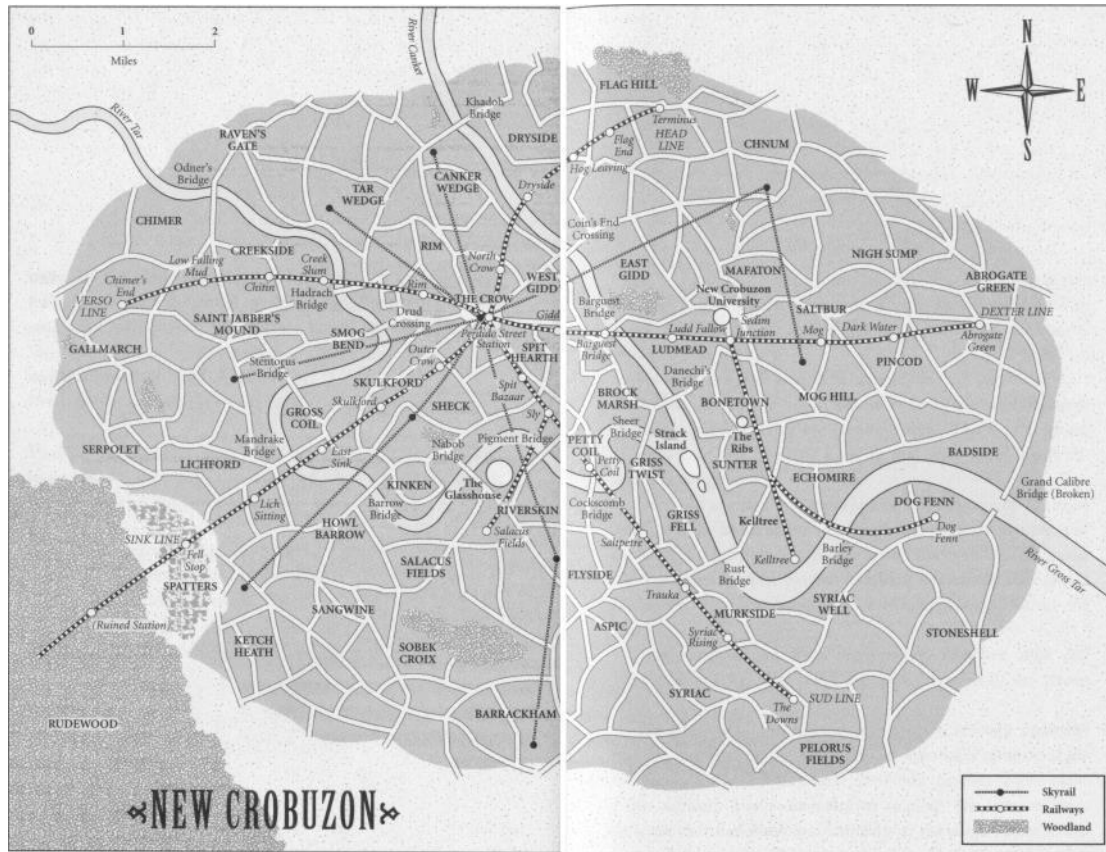 0 1 2
Miles
River Tar
River Canker
N
W E
S
FLAG HILL
Khadoh
Bridge
DRYSIDE
Terminus
HEAD LINE
Flag
End
Hog Leaving
CHNUM
RAVEN'S
GATE
Odner's
Bridge
TAR
WEDGE
CANKER
WEDGE
Dryside
CHIMER
Coin's End
Crossing
RIM
CREEKSIDE
Low Falling
Mud
Creek
Slum
North
Crow
EAST
GIDD
NIGH SUMP
MAFATON
ABROGATE
GREEN
Chimer's
End
Chitin
Hadrach
Bridge
Rim
WEST
GIDD
New Crobuzon
University
VERSO
LINE
THE CROW
Barguest
Bridge
SALTBUR
DEXTER LINE
SAINT JABBER'S
MOUND
Drud
Crossing
Gidd
Sedim
Junction
Ludd Fallow
Mog
Dark Water
SMOG
BEND
Perdido Street
Station
Barguest
Bridge
LUDMEAD
Abrogate
Green
GALLMARCH
Outer
Crow
SPIT
HEARTH
PINCOD
Stentorus
Bridge
SKULKFORD
Danechi's
Bridge
Spit
Bazaar
BROCK
MARSH
BONETOWN
MOG HILL
GROSS
COIL
Skulkford
SHECK
Sly
Sheer
Bridge
The
Ribs
Strack
Island
SERPOLET
Mandrake
Bridge
East
Sink
Nabob
Bridge
Pigment Bridge
PETTY
COIL
Petty
Coil
GRISS
TWIST
SUNTER
BADSIDE
LICHFORD
KINKEN
The
Glasshouse
ECHOMIRE
Grand Calibre
Bridge (Broken)
Lich
Sitting
Barrow
Bridge
RIVERSKIN
Cockscomb
Bridge
GRISS
FELL
DOG FENN
HOWL
BARROW
Salacus
Fields
Kelltree
Dog
Fenn
SINK LINE
Saltpetre
Barley
Bridge
Fell
Stop
SALACUS
FIELDS
FLYSIDE
Rust
Bridge
Kelltree
River Gross Tar
SPATTERS
Trauka
SYRIAC
WELL
(Ruined Station)
SANGWINE
MURKSIDE
ASPIC
Syriac
Rising
STONESHELL
KETCH
HEATH
SOBEK
CROIX
SYRIAC
SUD LINE
The
Downs
RUDEWOOD
BARRACKHAM
PELORUS
FIELDS
NEW CROBUZON
Skyrail
Railways
Woodland